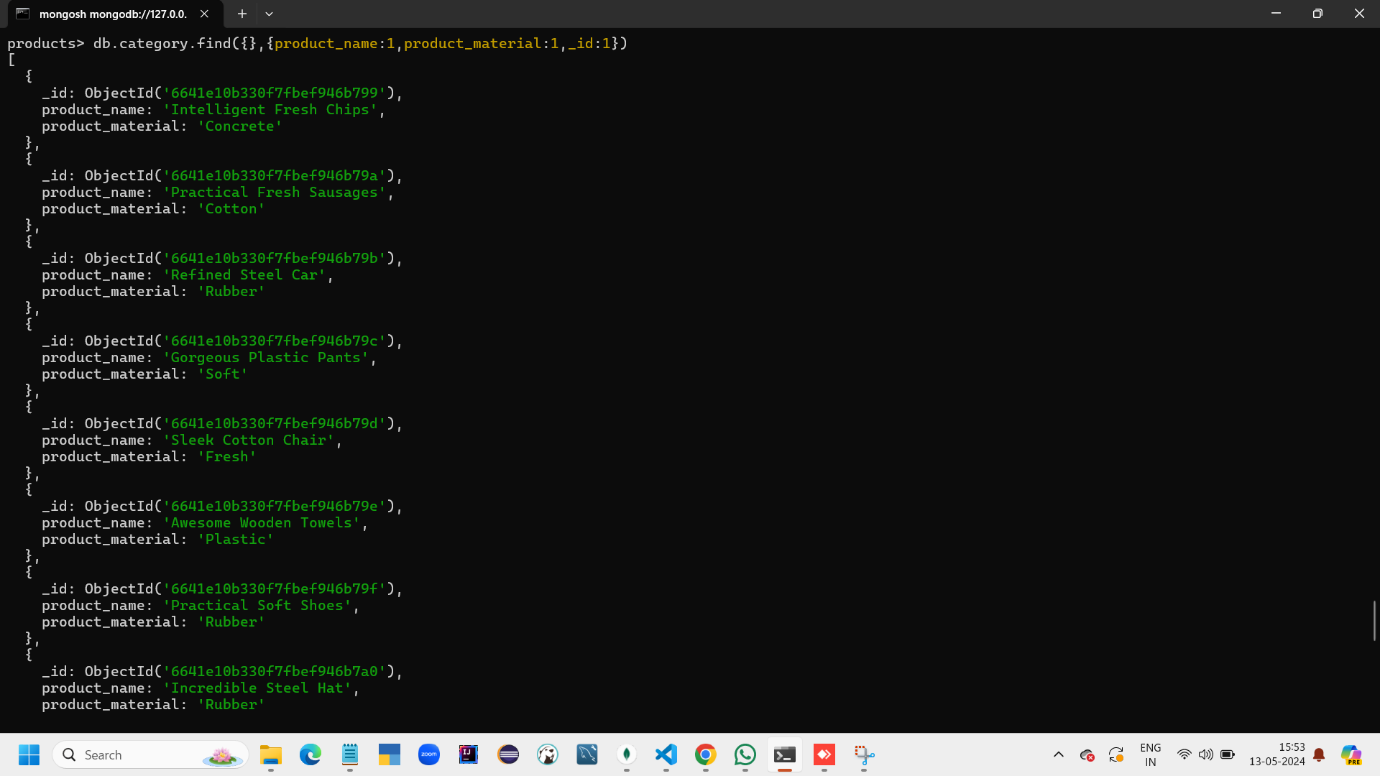 mongosh mongodb://127.0.0.
products> db.category.find({},{product_name:1,product_material:1,_id:1})
[
  {
    _id: ObjectId('6641e10b330f7fbef946b799'),
    product_name: 'Intelligent Fresh Chips',
    product_material: 'Concrete'
  },
  {
    _id: ObjectId('6641e10b330f7fbef946b79a'),
    product_name: 'Practical Fresh Sausages',
    product_material: 'Cotton'
  },
  {
    _id: ObjectId('6641e10b330f7fbef946b79b'),
    product_name: 'Refined Steel Car',
    product_material: 'Rubber'
  },
  {
    _id: ObjectId('6641e10b330f7fbef946b79c'),
    product_name: 'Gorgeous Plastic Pants',
    product_material: 'Soft'
  },
  {
    _id: ObjectId('6641e10b330f7fbef946b79d'),
    product_name: 'Sleek Cotton Chair',
    product_material: 'Fresh'
  },
  {
    _id: ObjectId('6641e10b330f7fbef946b79e'),
    product_name: 'Awesome Wooden Towels',
    product_material: 'Plastic'
  },
  {
    _id: ObjectId('6641e10b330f7fbef946b79f'),
    product_name: 'Practical Soft Shoes',
    product_material: 'Rubber'
  },
  {
    _id: ObjectId('6641e10b330f7fbef946b7a0'),
    product_name: 'Incredible Steel Hat',
    product_material: 'Rubber'
Search
zoom
IJ
ENG
IN
15:53
13-05-2024
PRE